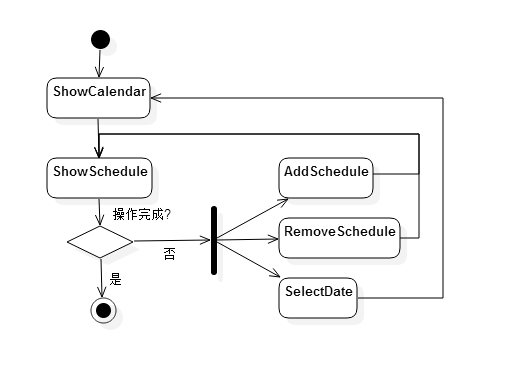 ShowCalendar
ShowSchedule
AddSchedule
操作完成?
RemoveSchedule
否
是
SelectDate